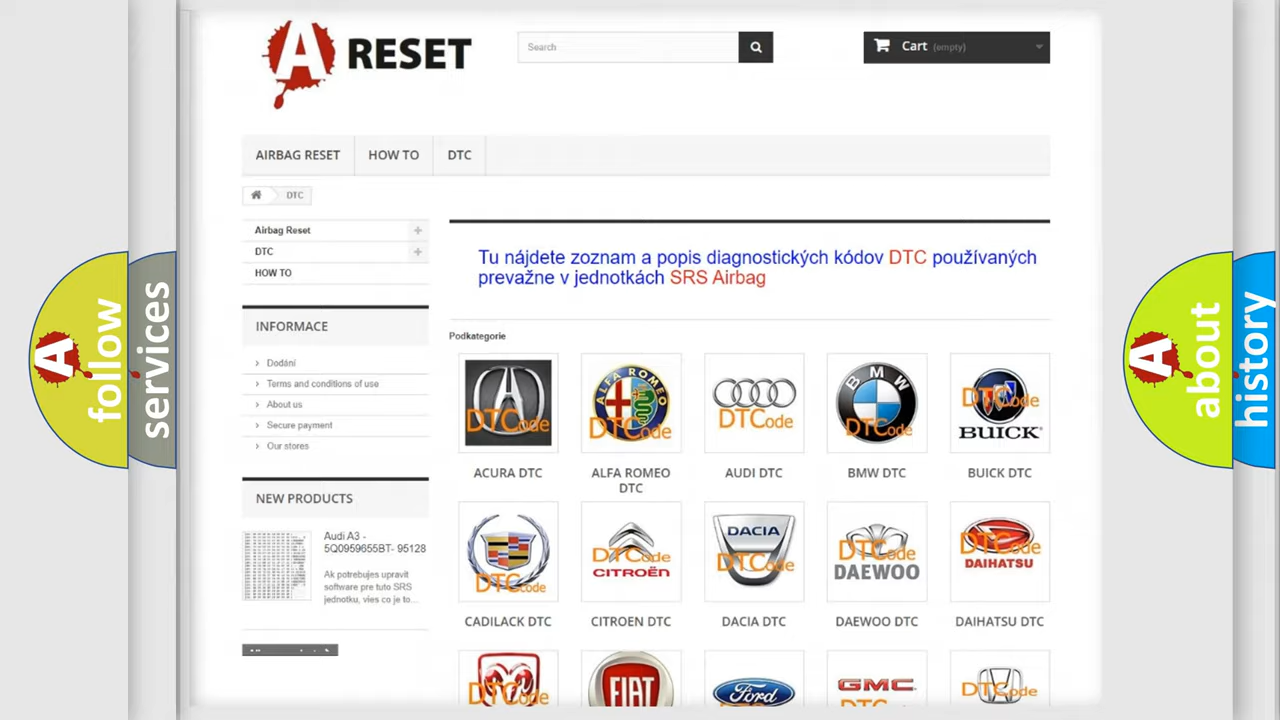 A RESET
Search
Cart (empty)
AIRBAG RESET
HOW TO
DTC
DTC
Airbag Reset
DTC
HOW TO
INFORMACE
Dodání
Terms and conditions of use
About us
Secure payment
Our stores
NEW PRODUCTS
Audi A3 -
5Q0959655BT- 95128
Ak potrebujes upravit
software pre tuto SRS
jednotku, vies co je to...
Tu nájdete zoznam a popis diagnostických kódov DTC používaných
prevažne v jednotkách SRS Airbag
Podkategorie
DTCode
ALFA ROMEO
DTCode
DTCode
BMW
DTCode
DTCode
BUICK
ACURA DTC
ALFA ROMEO
DTC
AUDI DTC
BMW DTC
BUICK DTC
DTCode
DTCode
CITROËN
DACIA
DTCode
DTCode
DAEWOO
DTCode
DAIHATSU
CADILACK DTC
CITROEN DTC
DACIA DTC
DAEWOO DTC
DAIHATSU DTC
DTCode
FIAT
Ford
GMC
DTCode
A follow
services
A about
history